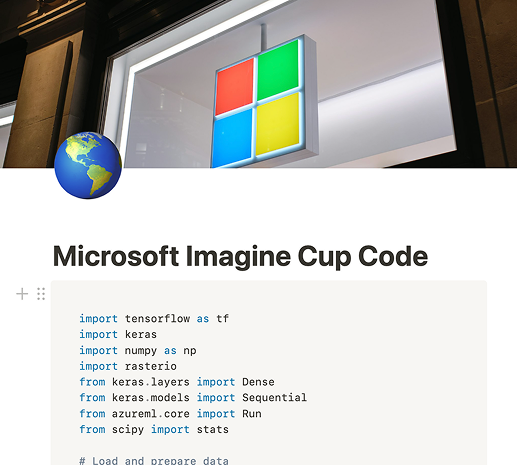 Microsoft Imagine Cup Code
import tensorflow as tf
import keras
import numpy as np
import rasterio
from keras.layers import Dense
from keras.models import Sequential
from azureml.core import Run
from scipy import stats
# Load and prepare data